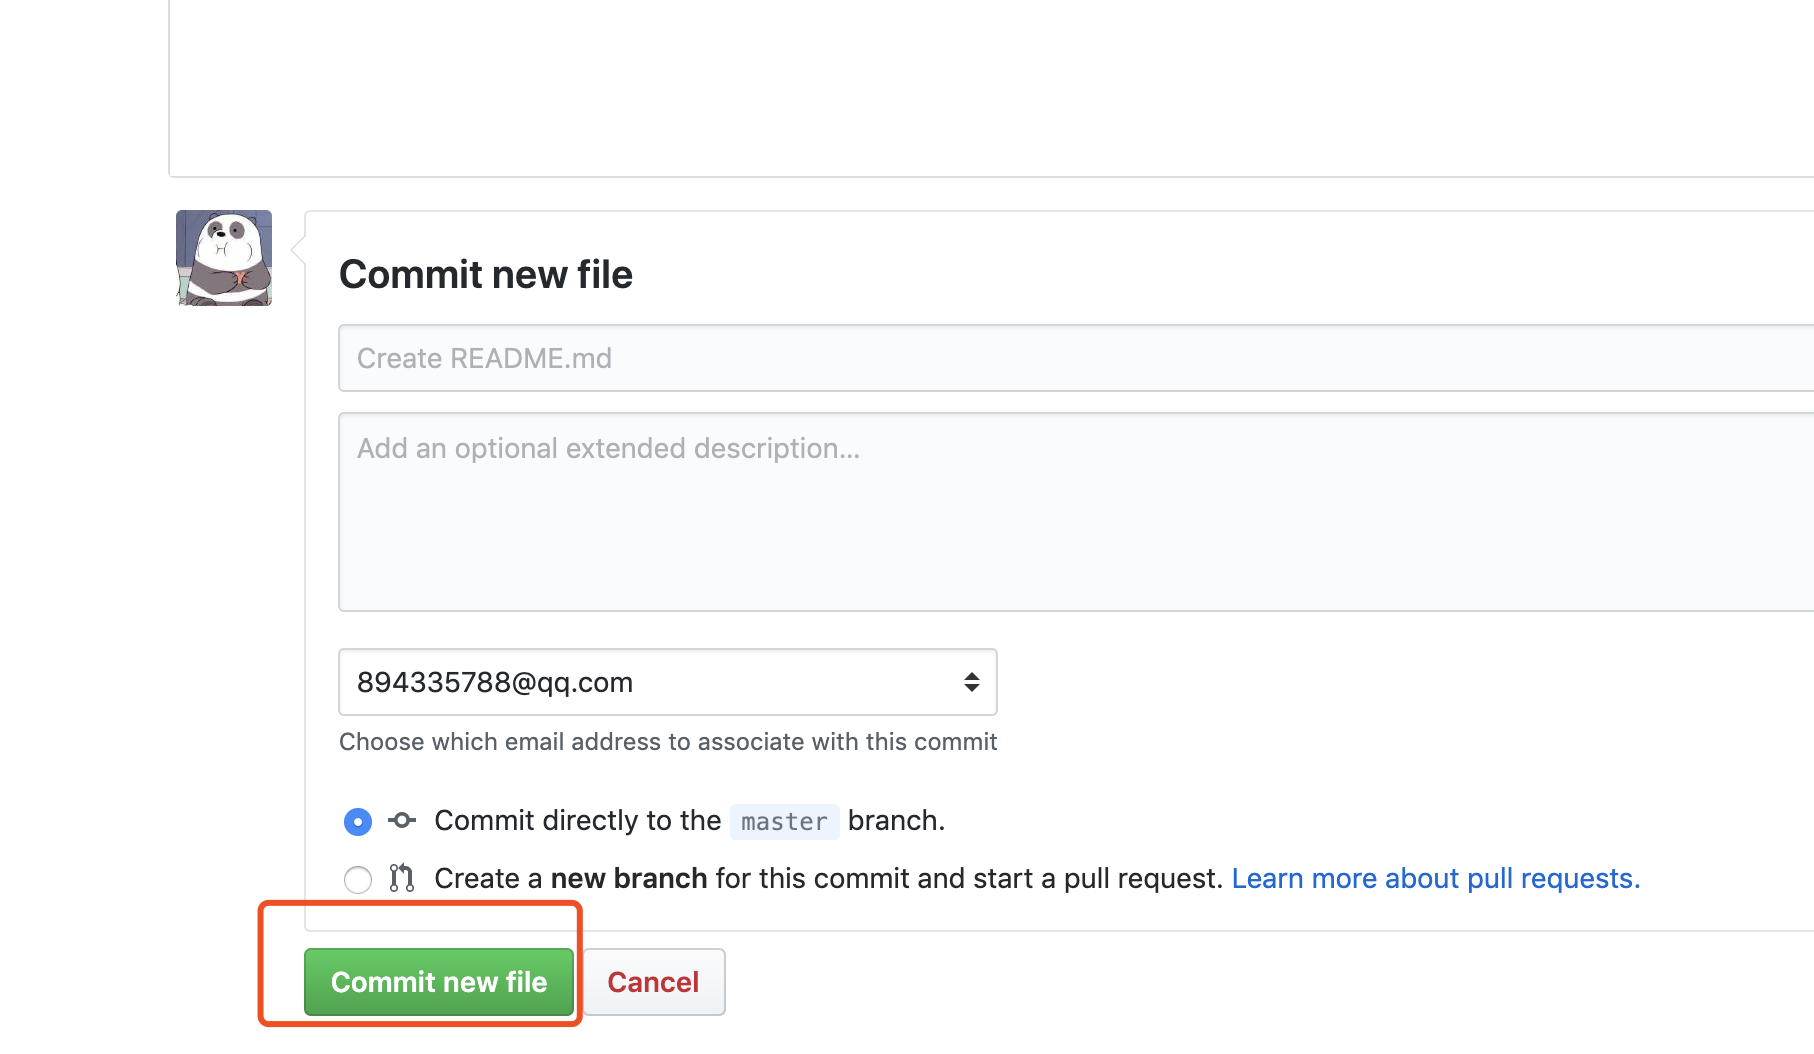 Commit new file
Create README.md
Add an optional extended description...
894335788@qq.com
Choose which email address to associate with this commit
Commit directly to the master branch.
Create a new branch for this commit and start a pull request. Learn more about pull requests.
Commit new file
Cancel